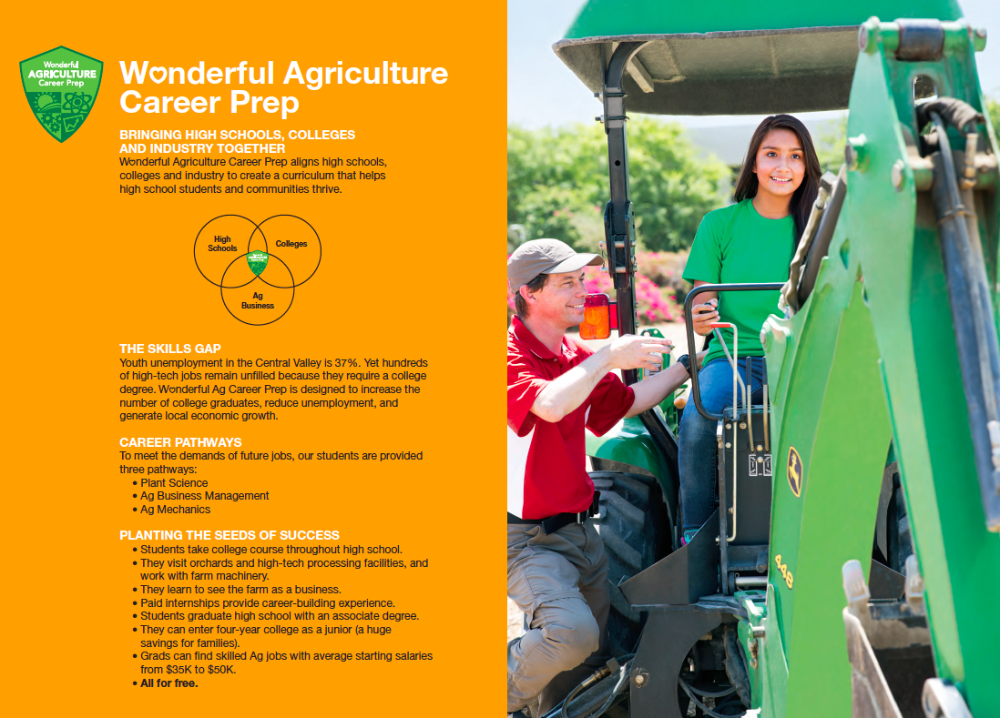 Wonderful
AGRICULTURE
Career Prep
Wonderful Agriculture
Career Prep
BRINGING HIGH SCHOOLS, COLLEGES
AND INDUSTRY TOGETHER
Wonderful Agriculture Career Prep aligns high schools,
colleges and industry to create a curriculum that helps
high school students and communities thrive.
High
Schools
Colleges
Ag
Business
THE SKILLS GAP
Youth unemployment in the Central Valley is 37%. Yet hundreds
of high-tech jobs remain unfilled because they require a college
degree. Wonderful Ag Career Prep is designed to increase the
number of college graduates, reduce unemployment, and
generate local economic growth.
CAREER PATHWAYS
To meet the demands of future jobs, our students are provided
three pathways:
• Plant Science
• Ag Business Management
• Ag Mechanics
PLANTING THE SEEDS OF SUCCESS
• Students take college course throughout high school.
• They visit orchards and high-tech processing facilities, and
work with farm machinery.
• They learn to see the farm as a business.
• Paid internships provide career-building experience.
• Students graduate high school with an associate degree.
• They can enter four-year college as a junior (a huge
savings for families).
• Grads can find skilled Ag jobs with average starting salaries
from $35K to $50K.
• All for free.